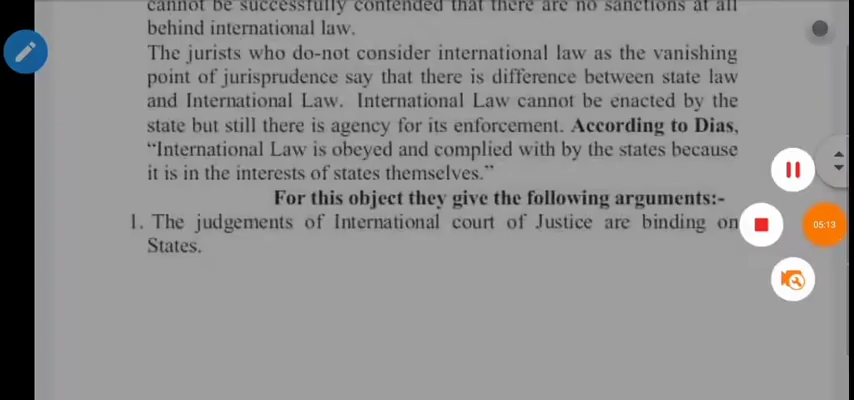 cannot be successfully contended that there are no sanctions at all
behind international law.
The jurists who do-not consider international law as the vanishing
point of jurisprudence say that there is difference between state law
and International Law. International Law cannot be enacted by the
state but still there is agency for its enforcement. According to Dias,
“International Law is obeyed and complied with by the states because
it is in the interests of states themselves.”
For this object they give the following arguments:-
1. The judgements of International court of Justice are binding on
States.
05:13